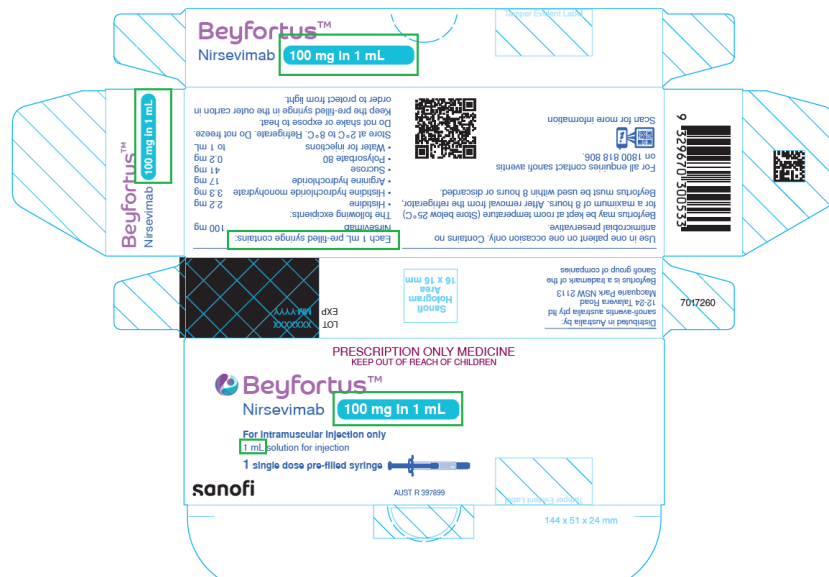 Tamper Evident Label
Beyfortus™
Nirsevimab 100 mg in 1 mL
Beyfortus™
Nirsevimab 100 mg in 1 mL
Each 1 mL pre-filled syringe contains:
Nirsevimab 100 mg
The following excipients:
• Histidine 2.2 mg
• Histidine hydrochloride monohydrate 3.3 mg
• Arginine hydrochloride 17 mg
• Sucrose 41 mg
• Polysorbate 80 0.2 mg
• Water for injections to 1 mL
Store at 2°C to 8°C. Refrigerate. Do not freeze.
Do not shake or expose to heat.
Keep the pre-filled syringe in the outer carton in
order to protect from light.
Use in one patient on one occasion only. Contains no
antimicrobial preservative.
Beyfortus may be kept at room temperature (Store below 25°C)
for a maximum of 8 hours. After removal from the refrigerator,
Beyfortus must be used within 8 hours or discarded.
For all enquiries contact sanofi aventis
on 1800 818 806.
Scan for more information
9 329670 300533
LOT XXXXXXX
EXP MM-YYYY
Sanofi
Hologram
Area
16 x 16 mm
Distributed in Australia by:
sanofi-aventis australia pty ltd
12-24 Talavera Road
Macquarie Park NSW 2113
Beyfortus is a trademark of the
Sanofi group of companies
7017260
PRESCRIPTION ONLY MEDICINE
KEEP OUT OF REACH OF CHILDREN
Beyfortus™
Nirsevimab 100 mg in 1 mL
For intramuscular injection only
1 mL solution for injection
1 single dose pre-filled syringe
sanofi
AUST R 397899
Tamper Evident Label
144 x 51 x 24 mm